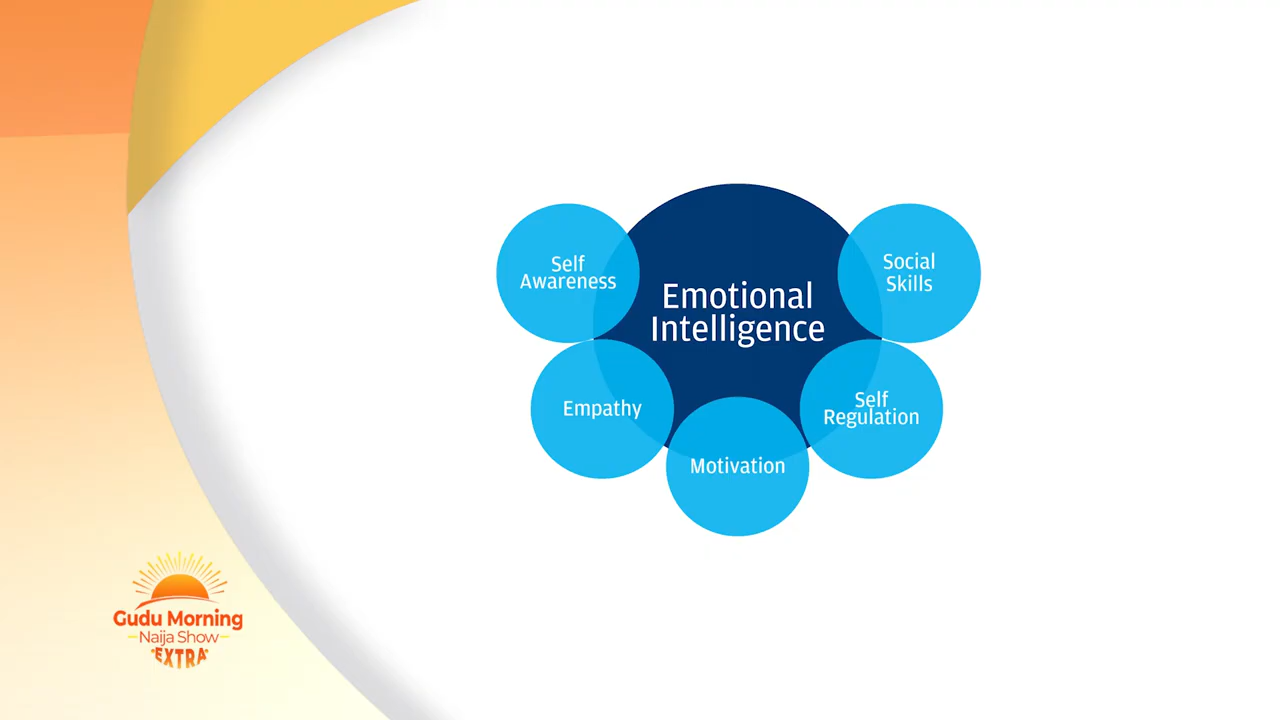 Emotional
Intelligence
Self
Awareness
Empathy
Motivation
Self
Regulation
Social
Skills
Gudu Morning
Naija Show
EXTRA